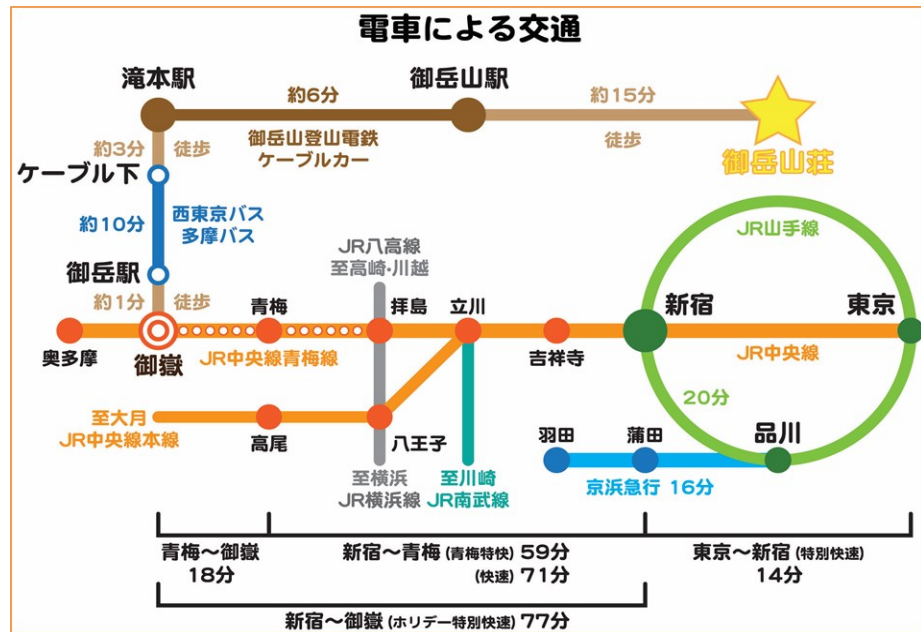 電車による交通
滝本駅
御岳山駅
約6分
約15分
御岳山登山電鉄
ケーブルカー
徒歩
御岳山荘
約3分 徒歩
ケーブル下
約10分
西東京バス
多摩バス
御岳駅
約1分 徒歩
JR八高線
至高崎・川越
JR山手線
青梅
拝島
立川
新宿
東京
奥多摩
御嶽
JR中央線青梅線
吉祥寺
JR中央線
20分
至大月
JR中央線本線
高尾
八王子
羽田
蒲田
品川
至横浜
JR横浜線
至川崎
JR南武線
京浜急行 16分
青梅～御嶽
18分
新宿～青梅 (青梅特快) 59分
(快速) 71分
東京～新宿 (特別快速)
14分
新宿～御嶽 (ホリデー特別快速) 77分